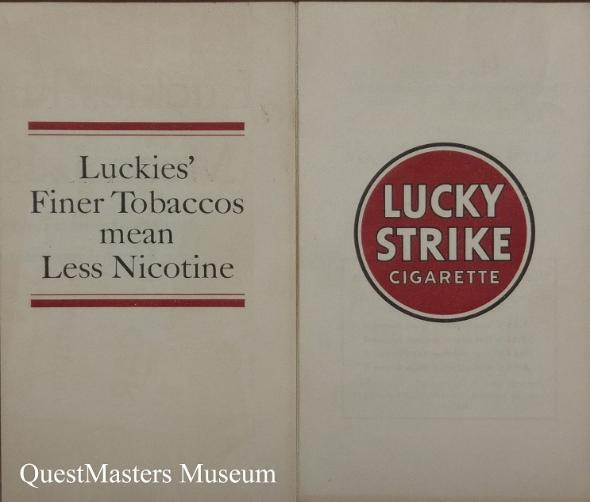 Luckies'
Finer Tobaccos
mean
Less Nicotine
LUCKY
STRIKE
CIGARETTE
QuestMasters Museum